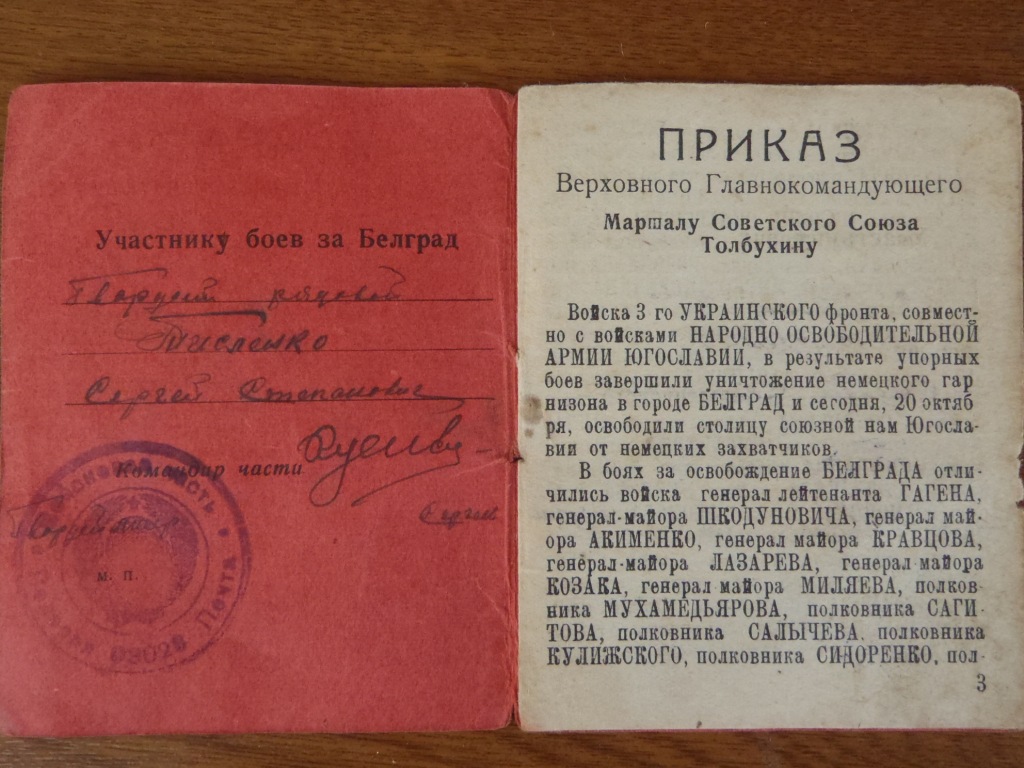 Участнику боев за Белград
Гвардии рядовой
Тисленко
Сергей Степанович
Командир части
Гвардии майор
м. п.
Почта 03028
ПРИКАЗ
Верховного Главнокомандующего
Маршалу Советского Союза
Толбухину
Войска 3 го УКРАИНСКОГО фронта, совмест-
но с войсками НАРОДНО ОСВОБОДИТЕЛЬНОЙ
АРМИИ ЮГОСЛАВИИ, в результате упорных
боев завершили уничтожение немецкого гар
низона в городе БЕЛГРАД и сегодня, 20 октяб
ря, освободили столицу союзной нам Югосла-
вии от немецких захватчиков.
В боях за освобождение БЕЛГРАДА отли-
чились войска генерал лейтенанта ГАГЕНА,
генерал-майора ШКОДУНОВИЧА, генерал май-
ора АКИМЕНКО, генерал майора КРАВЦОВА,
генерал-майора ЛАЗАРЕВА, генерал-майора
КОЗАКА, генерал-майора МИЛЯЕВА, полков-
ника МУХАМЕДЬЯРОВА, полковника САГИ-
ТОВА, полковника САЛЫЧЕВА, полковника
КУЛИЖСКОГО, полковника СИДОРЕНКО, пол-
3